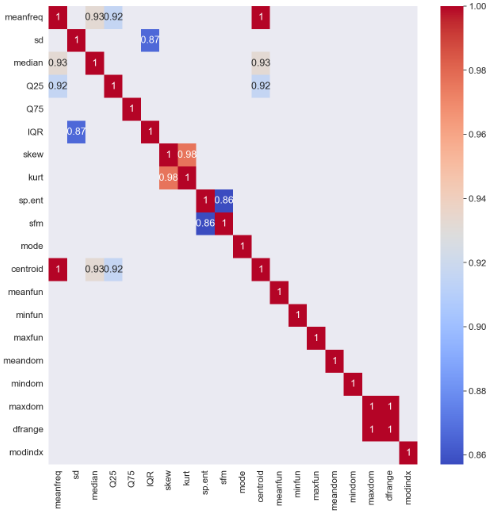 meanfreq 1 0.93 0.92 1
sd 1 0.87
median 0.93 1 0.93
Q25 0.92 1 0.92
Q75 1
IQR 0.87 1
skew 1 0.98
kurt 0.98 1
sp.ent 1 0.86
sfm 0.86 1
mode 1
centroid 1 0.93 0.92 1
meanfun 1
minfun 1
maxfun 1
meandom 1
mindom 1
maxdom 1 1
dfrange 1 1
modindx 1
meanfreq sd median Q25 Q75 IQR skew kurt sp.ent sfm mode centroid meanfun minfun maxfun meandom mindom maxdom dfrange modindx
1.00
0.98
0.96
0.94
0.92
0.90
0.88
0.86